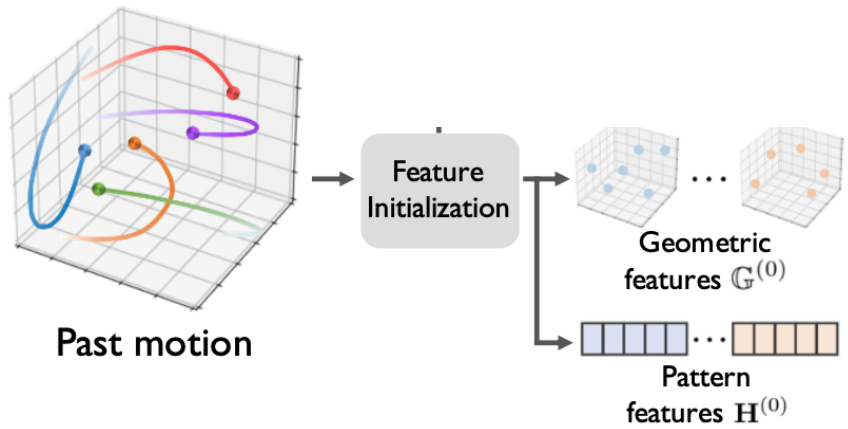 Past motion
Feature
Initialization
Geometric
features 𝔾⁽⁰⁾
Pattern
features 𝐇⁽⁰⁾